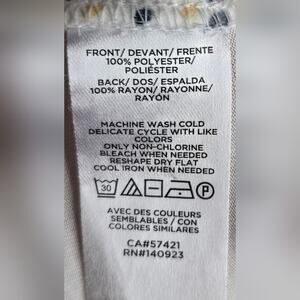 FRONT/ DEVANT/ FRENTE
100% POLYESTER/
POLIÉSTER
BACK/ DOS/ ESPALDA
100% RAYON/ RAYONNE/
RAYÓN
MACHINE WASH COLD
DELICATE CYCLE WITH LIKE
COLORS
ONLY NON-CHLORINE
BLEACH WHEN NEEDED
RESHAPE DRY FLAT
COOL IRON WHEN NEEDED
30 P
AVEC DES COULEURS
SEMBLABLES / CON
COLORES SIMILARES
CA#57421
RN#140923